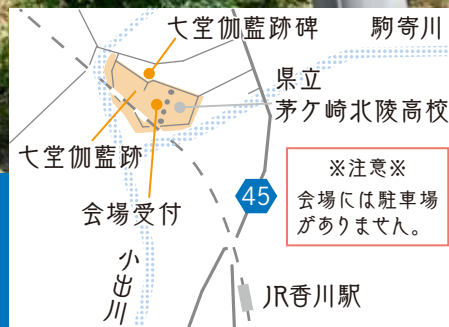 七堂伽藍跡碑
駒寄川
県立
茅ケ崎北陵高校
七堂伽藍跡
※注意※
会場には駐車場
がありません。
会場受付
45
小出川
JR香川駅